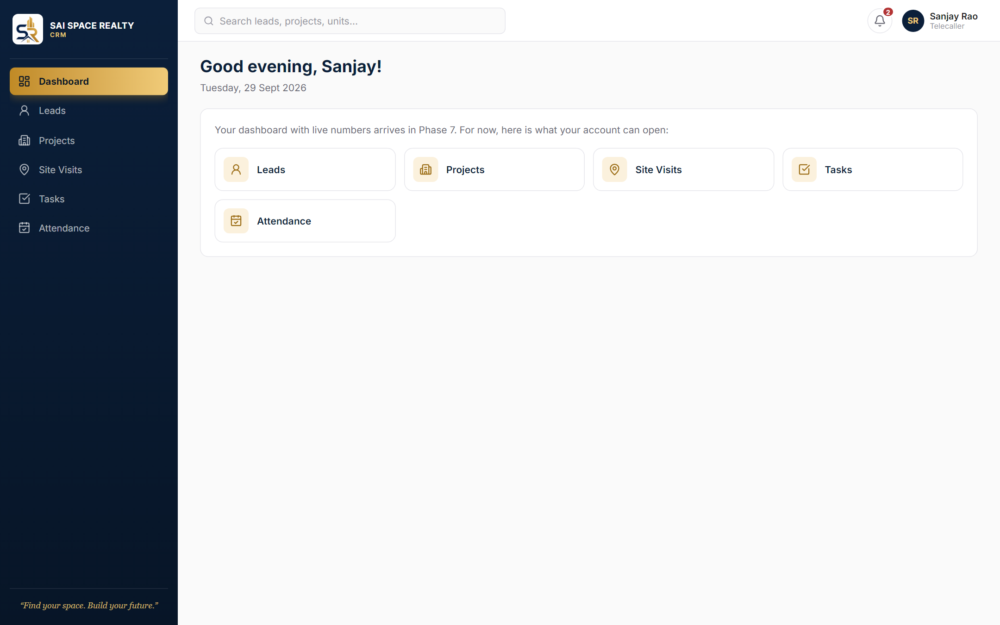 SAI SPACE REALTY
CRM
Dashboard
Leads
Projects
Site Visits
Tasks
Attendance
“Find your space. Build your future.”
Search leads, projects, units...
2
SR
Sanjay Rao
Telecaller
Good evening, Sanjay!
Tuesday, 29 Sept 2026
Your dashboard with live numbers arrives in Phase 7. For now, here is what your account can open:
Leads
Projects
Site Visits
Tasks
Attendance